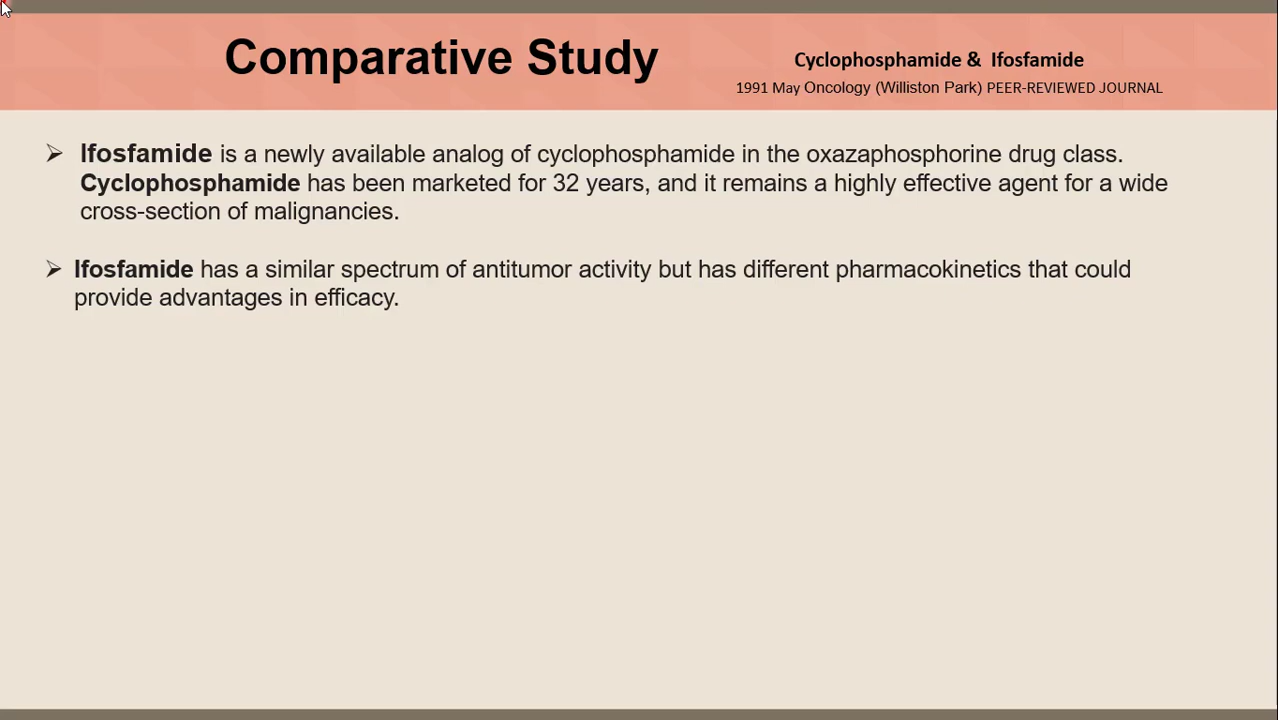 Comparative Study
Cyclophosphamide & Ifosfamide
1991 May Oncology (Williston Park) PEER-REVIEWED JOURNAL
➢ Ifosfamide is a newly available analog of cyclophosphamide in the oxazaphosphorine drug class.
Cyclophosphamide has been marketed for 32 years, and it remains a highly effective agent for a wide
cross-section of malignancies.
➢ Ifosfamide has a similar spectrum of antitumor activity but has different pharmacokinetics that could
provide advantages in efficacy.